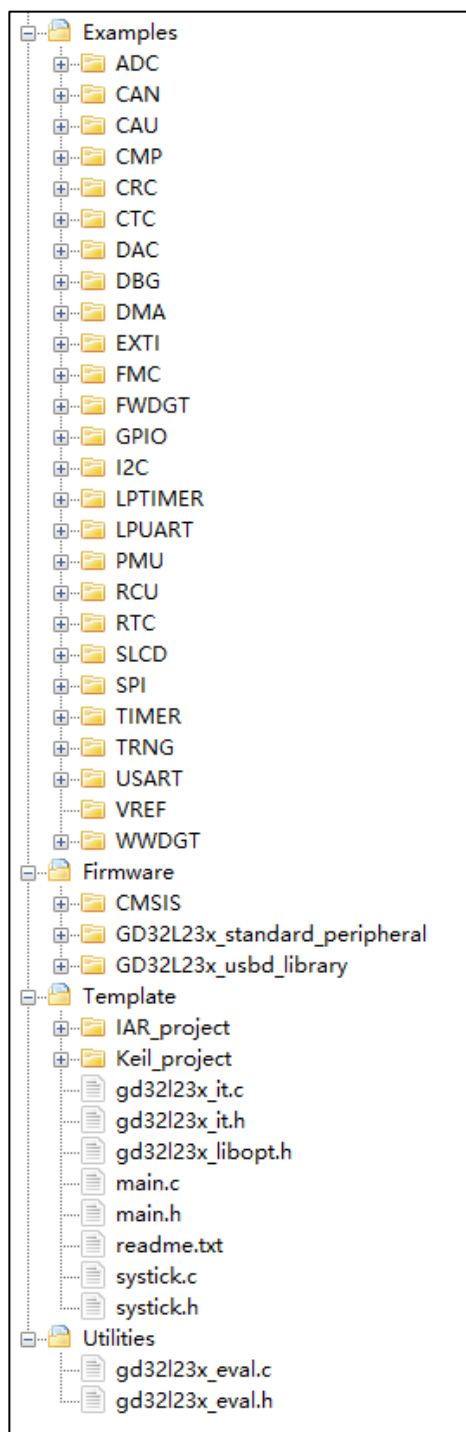 Examples
ADC
CAN
CAU
CMP
CRC
CTC
DAC
DBG
DMA
EXTI
FMC
FWDGT
GPIO
I2C
LPTIMER
LPUART
PMU
RCU
RTC
SLCD
SPI
TIMER
TRNG
USART
VREF
WWDGT
Firmware
CMSIS
GD32L23x_standard_peripheral
GD32L23x_usbd_library
Template
IAR_project
Keil_project
gd32l23x_it.c
gd32l23x_it.h
gd32l23x_libopt.h
main.c
main.h
readme.txt
systick.c
systick.h
Utilities
gd32l23x_eval.c
gd32l23x_eval.h